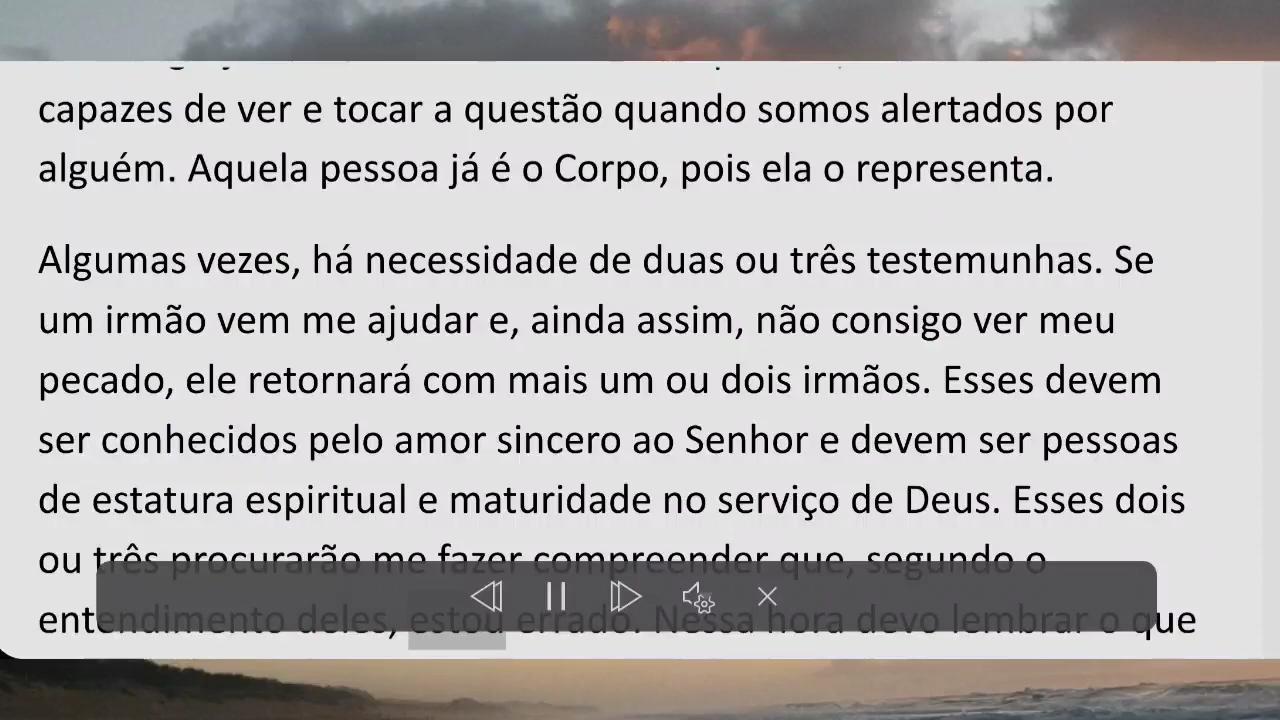 capazes de ver e tocar a questão quando somos alertados por
alguém. Aquela pessoa já é o Corpo, pois ela o representa.
Algumas vezes, há necessidade de duas ou três testemunhas. Se
um irmão vem me ajudar e, ainda assim, não consigo ver meu
pecado, ele retornará com mais um ou dois irmãos. Esses devem
ser conhecidos pelo amor sincero ao Senhor e devem ser pessoas
de estatura espiritual e maturidade no serviço de Deus. Esses dois
ou três procurarão me fazer compreender que, segundo o
entendimento deles, estou errado. Nessa hora devo lembrar o que